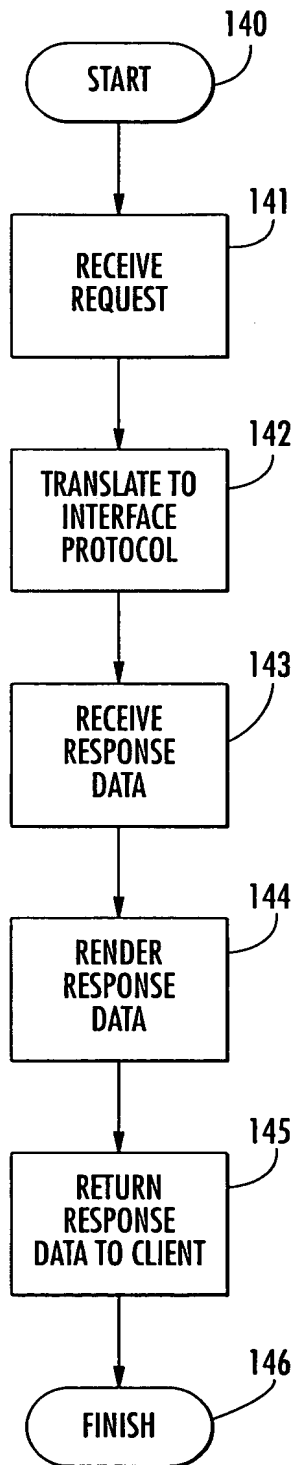 140
START
141
RECEIVE
REQUEST
142
TRANSLATE TO
INTERFACE
PROTOCOL
143
RECEIVE
RESPONSE
DATA
144
RENDER
RESPONSE
DATA
145
RETURN
RESPONSE
DATA TO CLIENT
146
FINISH